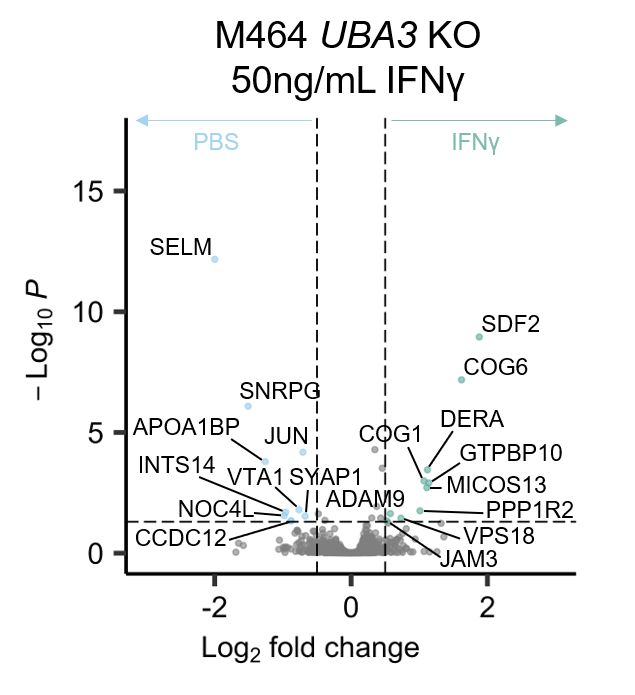 M464 UBA3 KO
50ng/mL IFNγ
PBS
IFNγ
15
SELM
10
SDF2
COG6
SNRPG
DERA
APOA1BP
JUN
COG1
5
GTPBP10
INTS14
VTA1
SYAP1
MICOS13
ADAM9
NOC4L
PPP1R2
CCDC12
VPS18
0
JAM3
-2
0
2
− Log10 P
Log2 fold change